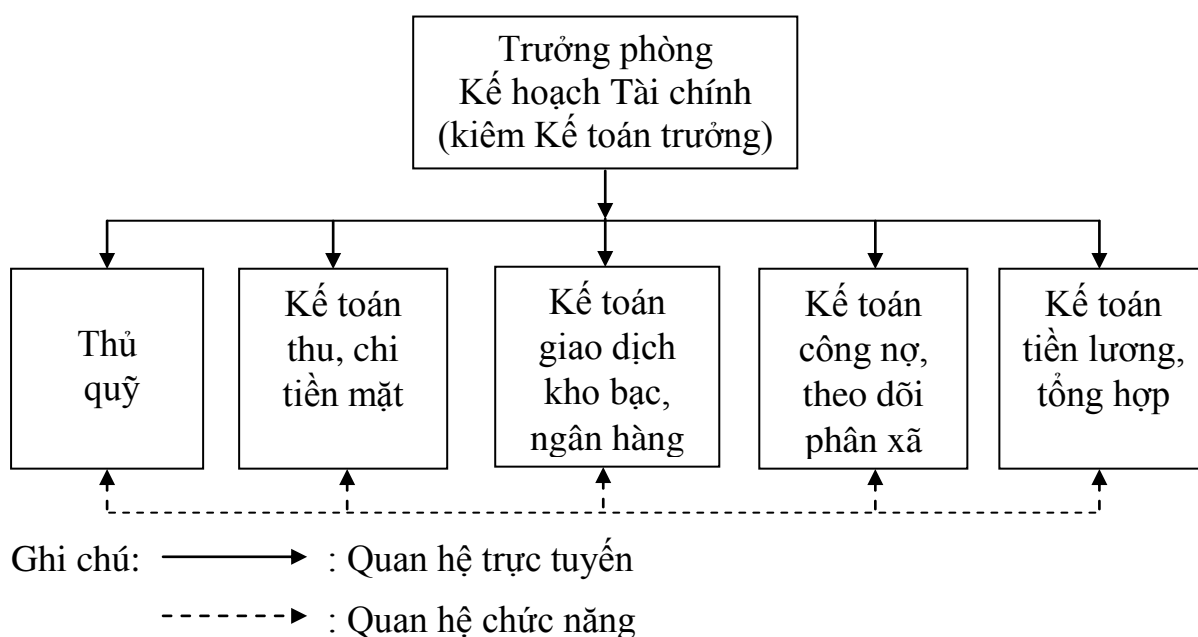 Trưởng phòng
Kế hoạch Tài chính
(kiêm Kế toán trưởng)
Thủ
quỹ
Kế toán
thu, chi
tiền mặt
Kế toán
giao dịch
kho bạc,
ngân hàng
Kế toán
công nợ,
theo dõi
phân xã
Kế toán
tiền lương,
tổng hợp
Ghi chú: : Quan hệ trực tuyến
: Quan hệ chức năng